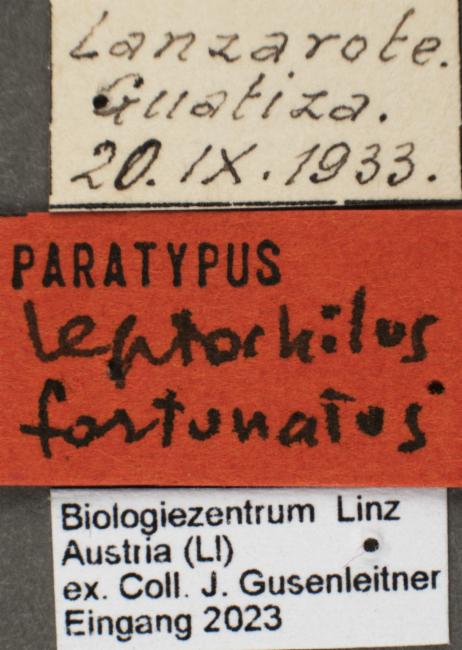 Lanzarote.
Guatiza.
20.IX.1933.
PARATYPUS
leptochilus
fortunatus
Biologiezentrum Linz
Austria (LI)
ex. Coll. J. Gusenleitner
Eingang 2023